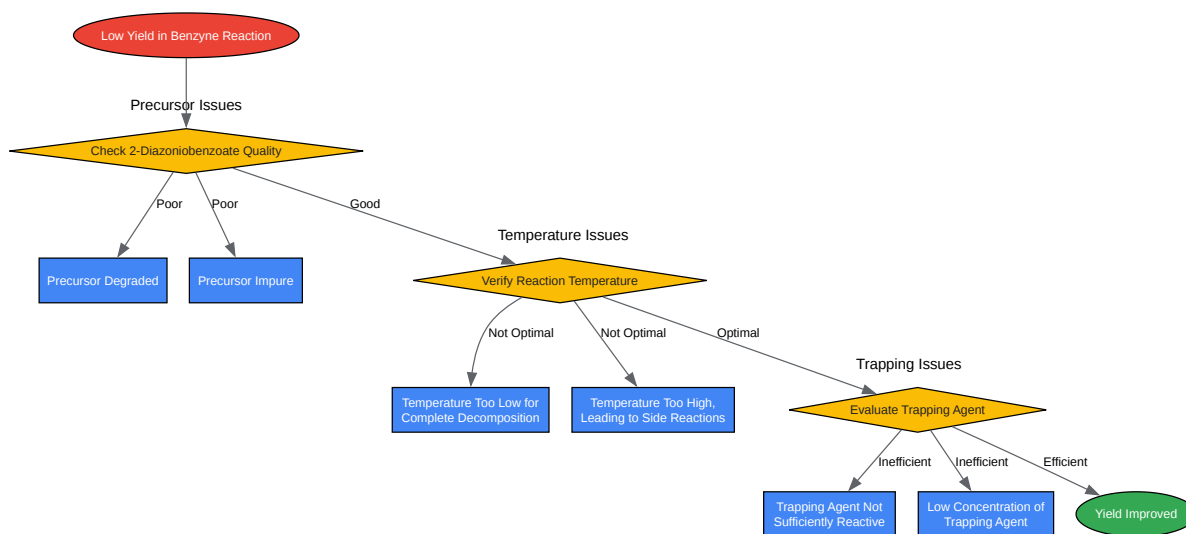 Low Yield in Benzyne Reaction
Precursor Issues
Check 2-Diazoniobenzoate Quality
Poor
Poor
Good
Precursor Degraded
Precursor Impure
Temperature Issues
Verify Reaction Temperature
Not Optimal
Not Optimal
Optimal
Temperature Too Low for
Complete Decomposition
Temperature Too High,
Leading to Side Reactions
Trapping Issues
Evaluate Trapping Agent
Inefficient
Inefficient
Efficient
Trapping Agent Not
Sufficiently Reactive
Low Concentration of
Trapping Agent
Yield Improved